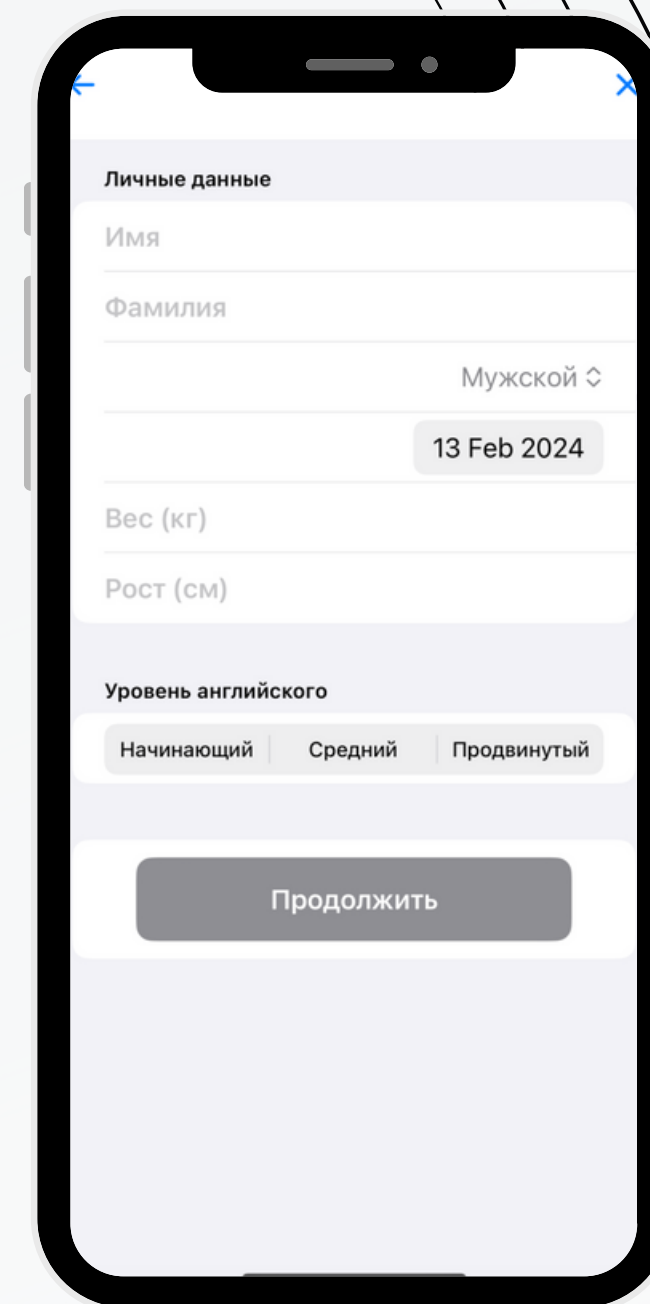 Личные данные
Имя
Фамилия
Мужской
13 Feb 2024
Вес (кг)
Рост (см)
Уровень английского
Начинающий Средний Продвинутый
Продолжить